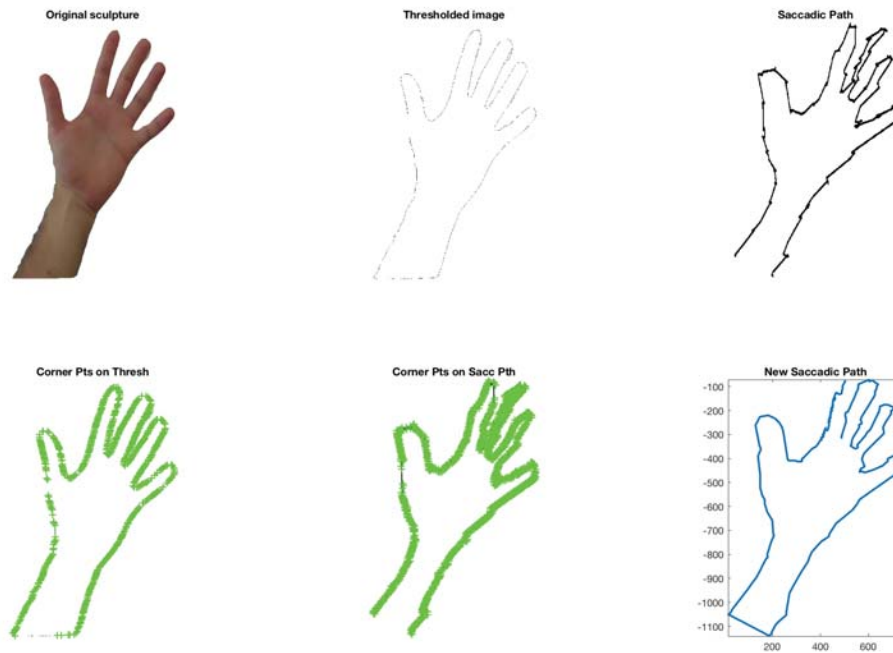 Original sculpture
Thresholded image
Saccadic Path
Corner Pts on Thresh
Corner Pts on Sacc Pth
New Saccadic Path
-100
-200
-300
-400
-500
-600
-700
-800
-900
-1000
-1100
200
400
600